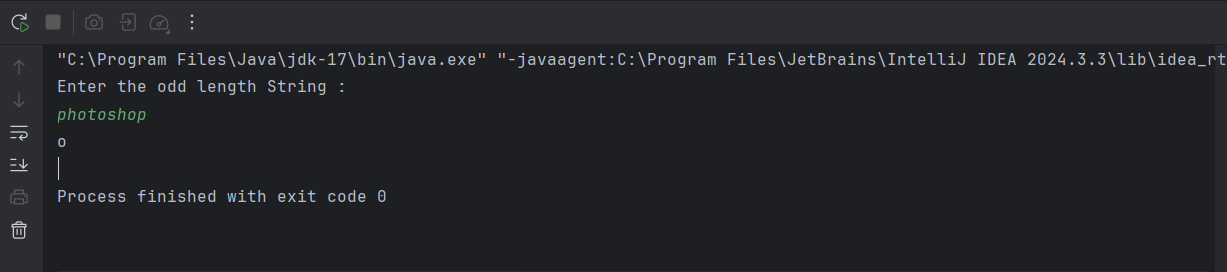 "C:\Program Files\Java\jdk-17\bin\java.exe" "-javaagent:C:\Program Files\JetBrains\IntelliJ IDEA 2024.3.3\lib\idea_rt
Enter the odd length String :
photoshop
o
Process finished with exit code 0